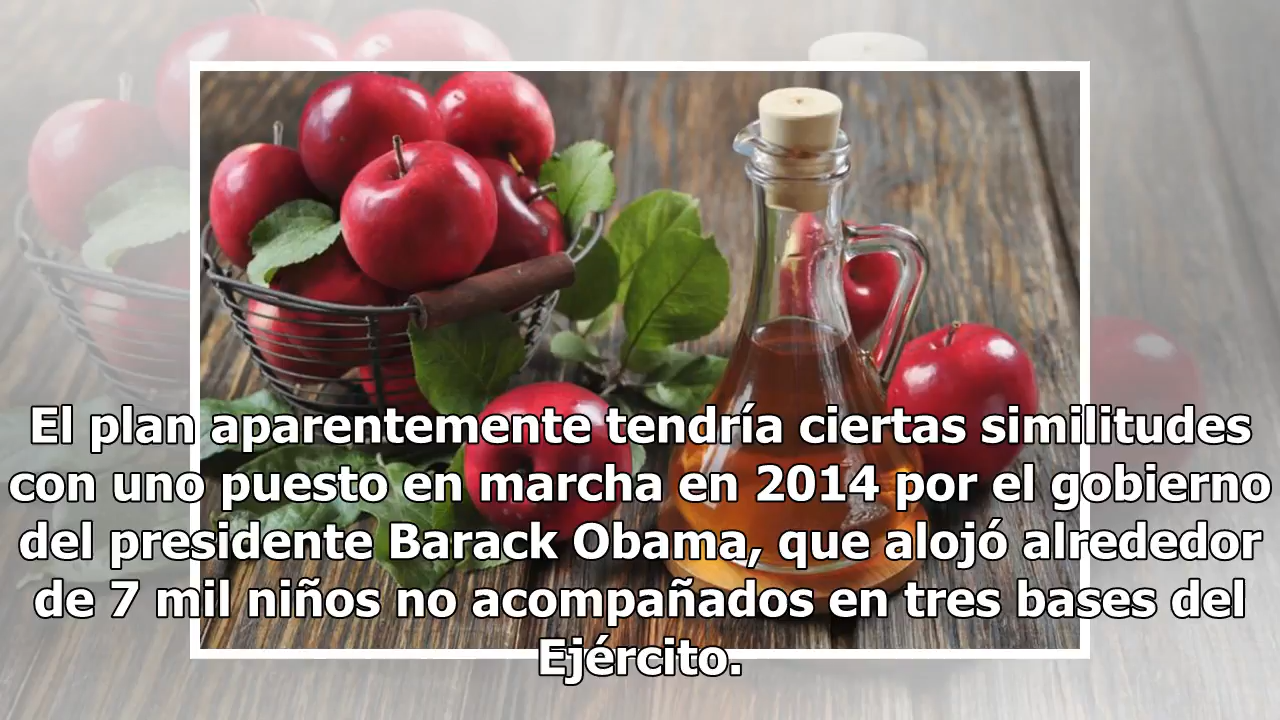 El plan aparentemente tendría ciertas similitudes
con uno puesto en marcha en 2014 por el gobierno
del presidente Barack Obama, que alojó alrededor
de 7 mil niños no acompañados en tres bases del
Ejército.